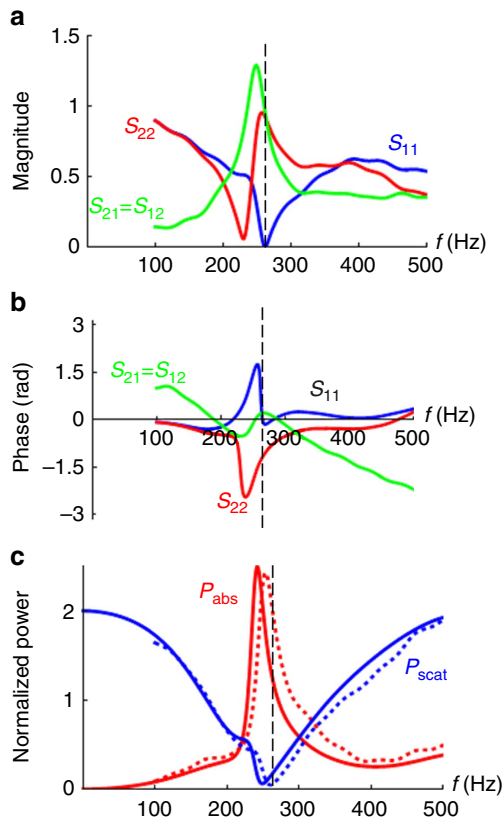 a
1.5
1
0.5
0
Magnitude
S22
S11
S21=S12
f (Hz)
100 200 300 400 500
b
3
1.5
0
−1.5
−3
Phase (rad)
S21=S12
S11
S22
f (Hz)
100 200 300 400 500
c
2
1
0
Normalized power
Pabs
Pscat
f (Hz)
100 200 300 400 500